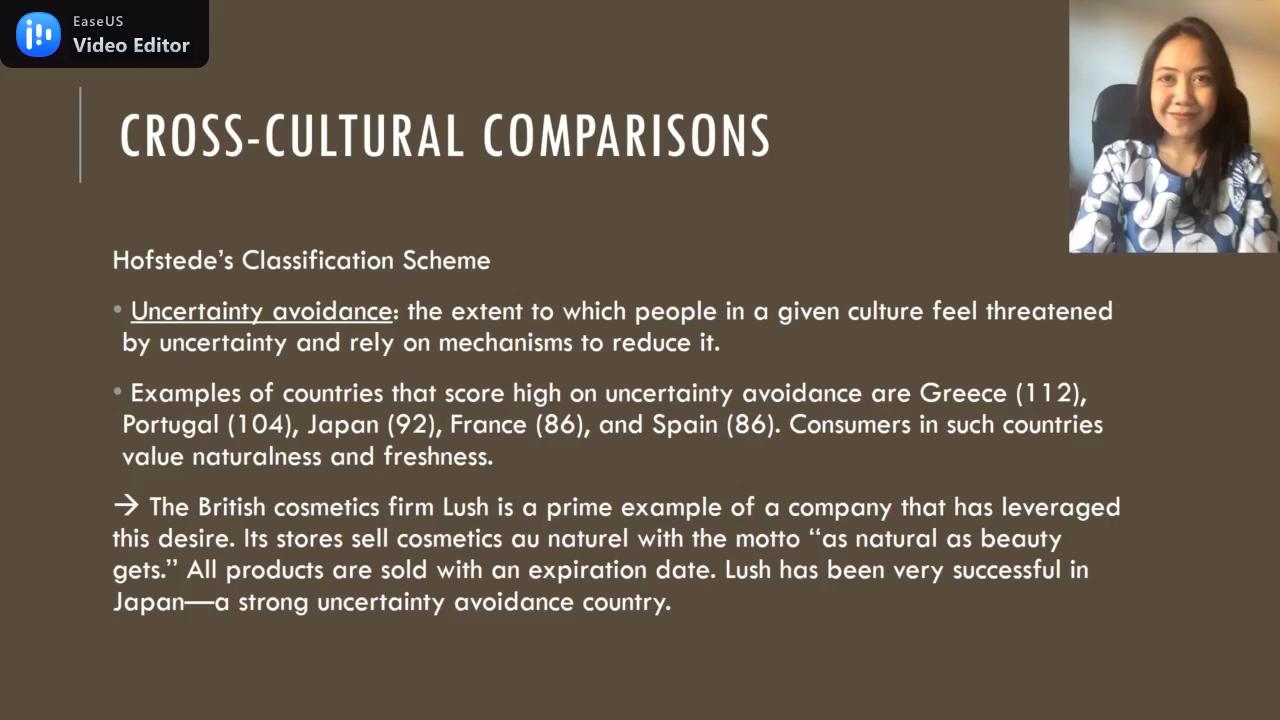 EaseUS
Video Editor
CROSS-CULTURAL COMPARISONS
Hofstede’s Classification Scheme
• Uncertainty avoidance: the extent to which people in a given culture feel threatened
by uncertainty and rely on mechanisms to reduce it.
• Examples of countries that score high on uncertainty avoidance are Greece (112),
Portugal (104), Japan (92), France (86), and Spain (86). Consumers in such countries
value naturalness and freshness.
→ The British cosmetics firm Lush is a prime example of a company that has leveraged
this desire. Its stores sell cosmetics au naturel with the motto “as natural as beauty
gets.” All products are sold with an expiration date. Lush has been very successful in
Japan—a strong uncertainty avoidance country.